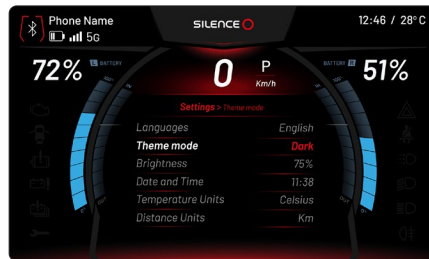 Phone Name
5G
SILENCE
12:46 / 28° C
72%
L BATTERY
0
P
Km/h
BATTERY R
51%
Settings > Theme mode
Languages English
Theme mode Dark
Brightness 75%
Date and Time 11:38
Temperature Units Celsius
Distance Units Km